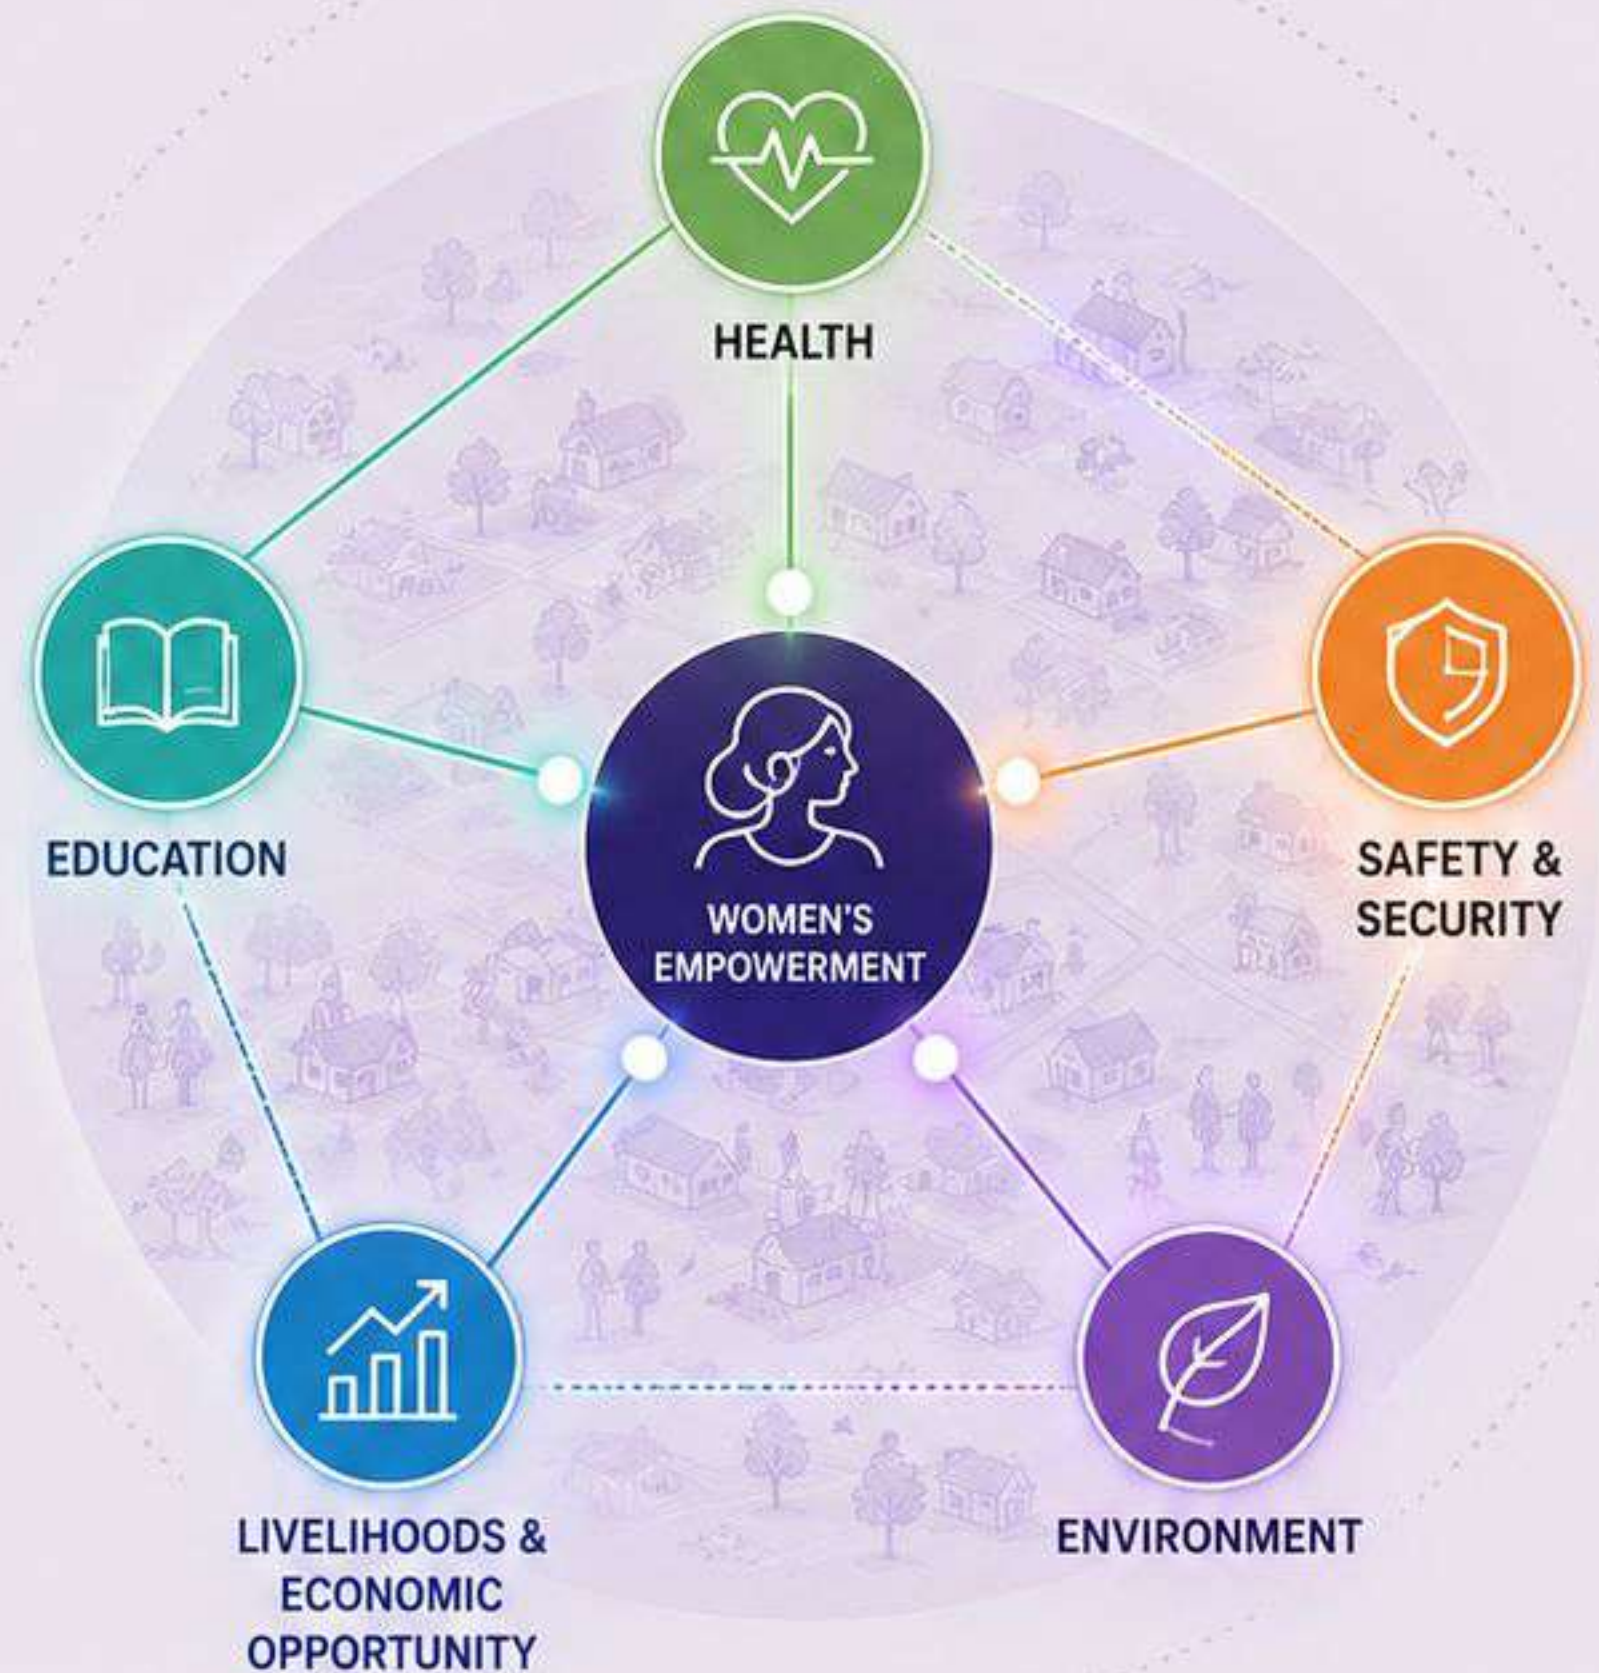 HEALTH
EDUCATION
SAFETY &
SECURITY
WOMEN'S
EMPOWERMENT
LIVELIHOODS &
ECONOMIC
OPPORTUNITY
ENVIRONMENT